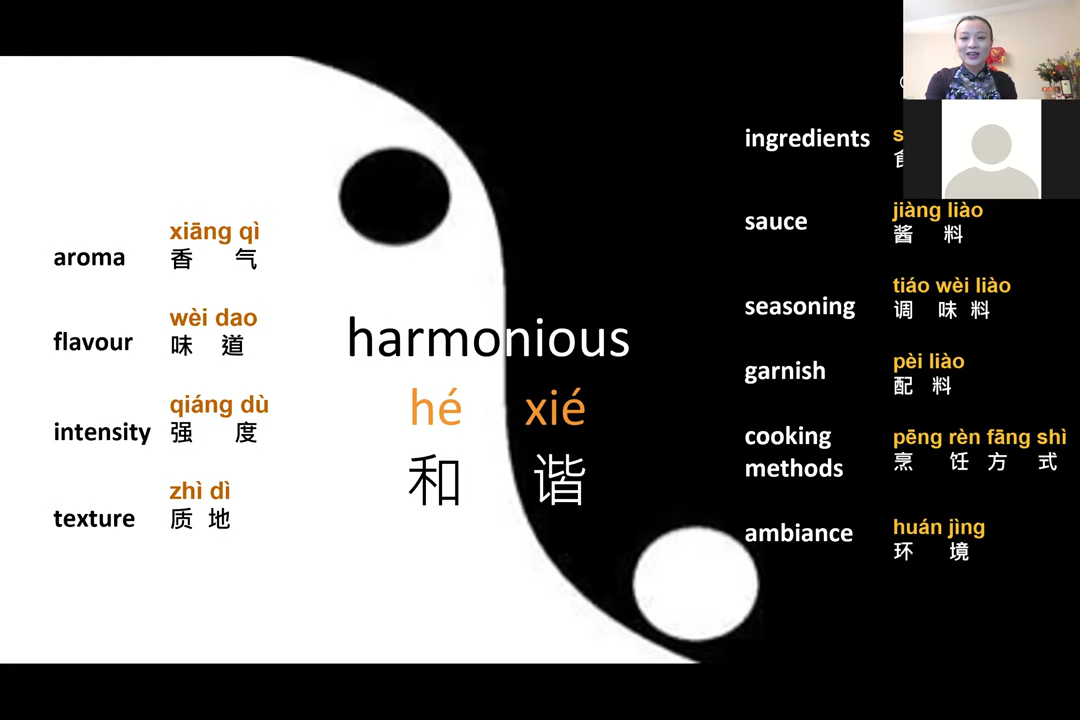 aroma
xiāng qì
香 气
flavour
wèi dao
味 道
intensity
qiáng dù
强 度
texture
zhì dì
质 地
harmonious
hé xié
和 谐
ingredients
sauce
jiàng liào
酱 料
seasoning
tiáo wèi liào
调 味 料
garnish
pèi liào
配 料
cooking
methods
pēng rèn fāng shì
烹 饪 方 式
ambiance
huán jìng
环 境